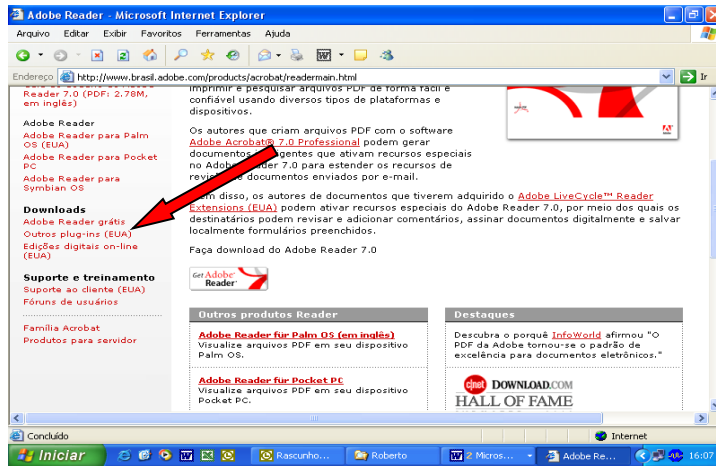 Adobe Reader - Microsoft Internet Explorer
Arquivo Editar Exibir Favoritos Ferramentas Ajuda
Endereço http://www.brasil.adobe.com/products/acrobat/readermain.html Ir
Reader 7.0 (PDF: 2.78M,
em inglês)
Adobe Reader
Adobe Reader para Palm
OS (EUA)
Adobe Reader para Pocket
PC
Adobe Reader para
Symbian OS
Downloads
Adobe Reader grátis
Outros plug-ins (EUA)
Edições digitais on-line
(EUA)
Suporte e treinamento
Suporte ao cliente (EUA)
Fóruns de usuários
Família Acrobat
Produtos para servidor
imprimir e pesquisar arquivos PDF de forma fácil e
confiável usando diversos tipos de plataformas e
dispositivos.
Os autores que criam arquivos PDF com o software
Adobe Acrobat® 7.0 Professional podem gerar
documentos igentes que ativam recursos especiais
no Adobe Reader 7.0 para estender os recursos de
documentos enviados por e-mail.
disso, os autores de documentos que tiverem adquirido o Adobe LiveCycle™ Reader
Extensions (EUA) podem ativar recursos especiais do Adobe Reader 7.0, por meio dos quais os
destinatários podem revisar e adicionar comentários, assinar documentos digitalmente e salvar
localmente formulários preenchidos.
Faça download do Adobe Reader 7.0
Get Adobe®
Reader®
Outros produtos Reader
Adobe Reader für Palm OS (em inglês)
Visualize arquivos PDF em seu dispositivo
Palm OS.
Adobe Reader für Pocket PC
Visualize arquivos PDF em seu dispositivo
Pocket PC.
Destaques
Descubra o porquê InfoWorld afirmou "O
PDF da Adobe tornou-se o padrão de
excelência para documentos eletrônicos."
c|net DOWNLOAD.COM
HALL OF FAME
Concluído Internet
Iniciar Rascunho... Roberto 2 Micros... Adobe Re... 16:07